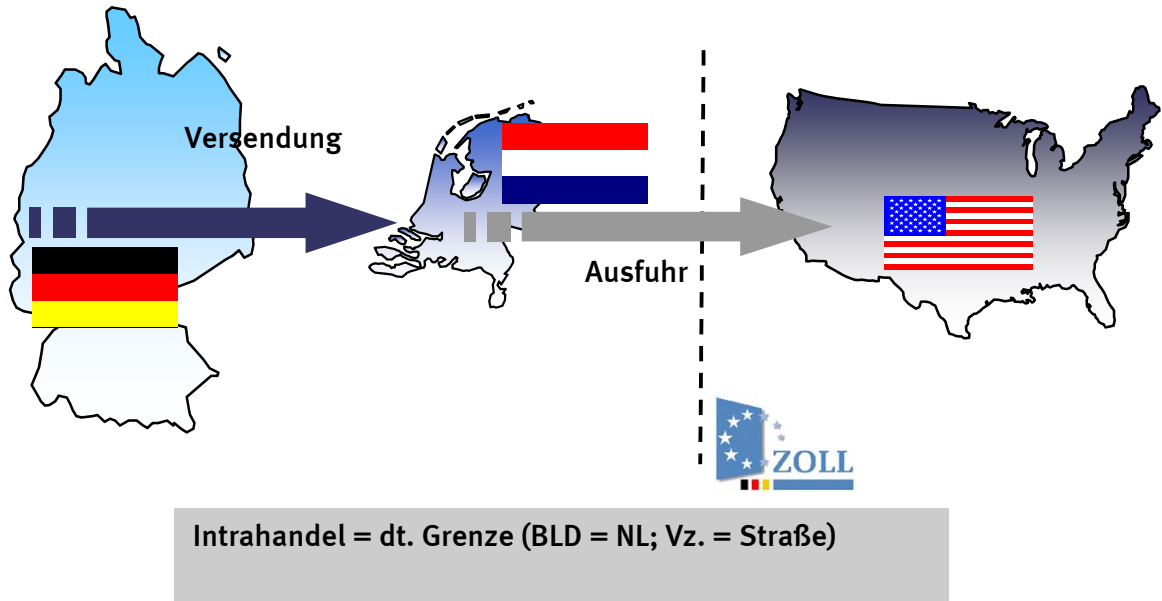 Versendung
Ausfuhr
ZOLL
Intrahandel = dt. Grenze (BLD = NL; Vz. = Straße)